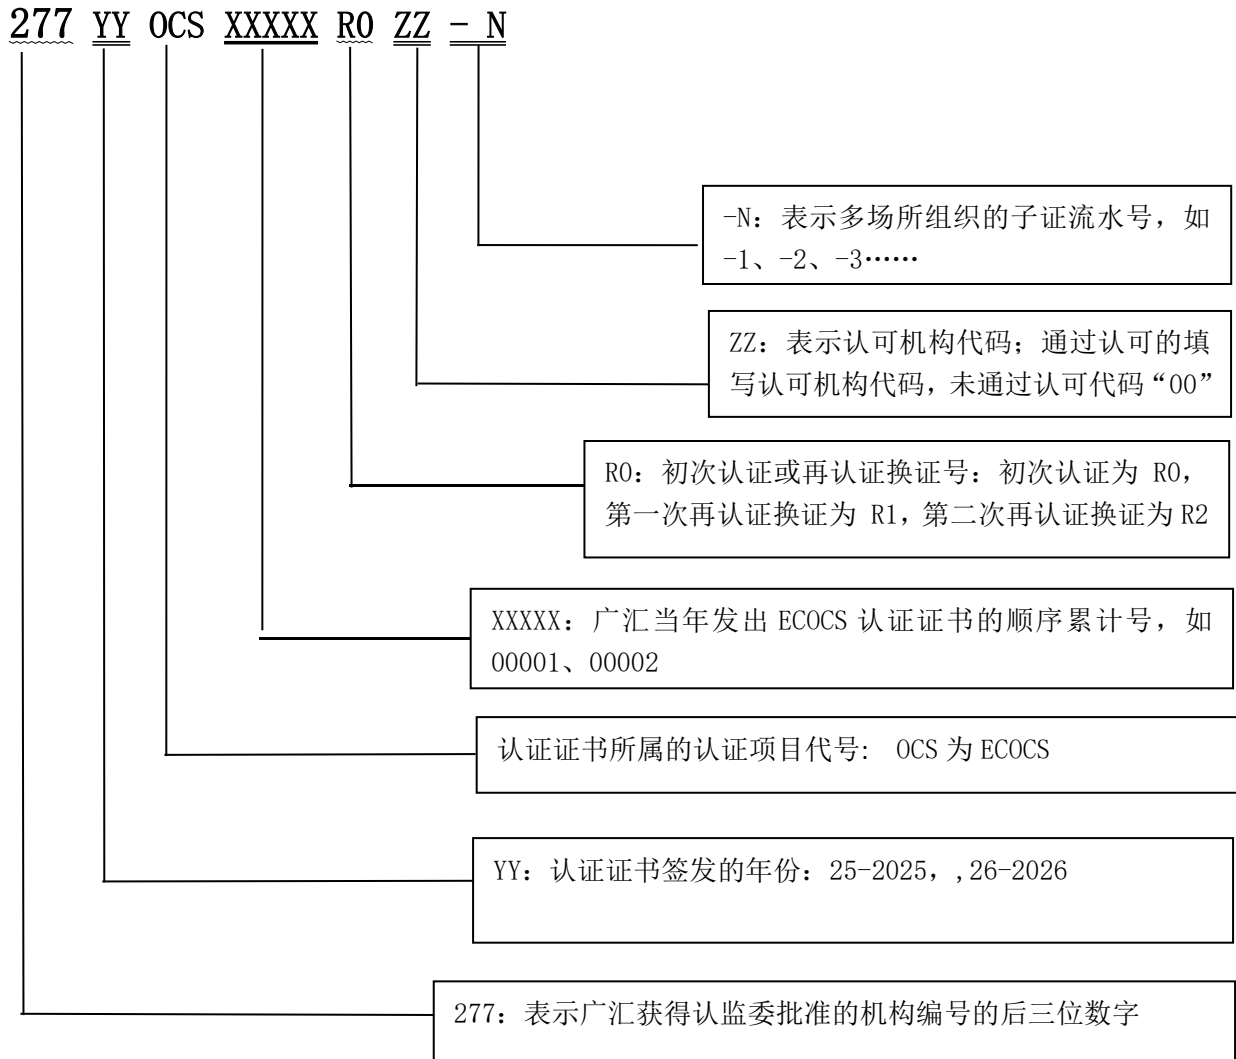 277 YY OCS XXXXX R0 ZZ - N
-N：表示多场所组织的子证流水号，如
-1、-2、-3……
ZZ：表示认可机构代码；通过认可的填
写认可机构代码，未通过认可代码“00”
R0：初次认证或再认证换证号：初次认证为 R0，
第一次再认证换证为 R1，第二次再认证换证为 R2
XXXXX：广汇当年发出 ECOCS 认证证书的顺序累计号，如
00001、00002
认证证书所属的认证项目代号： OCS 为 ECOCS
YY：认证证书签发的年份：25-2025，,26-2026
277：表示广汇获得认监委批准的机构编号的后三位数字